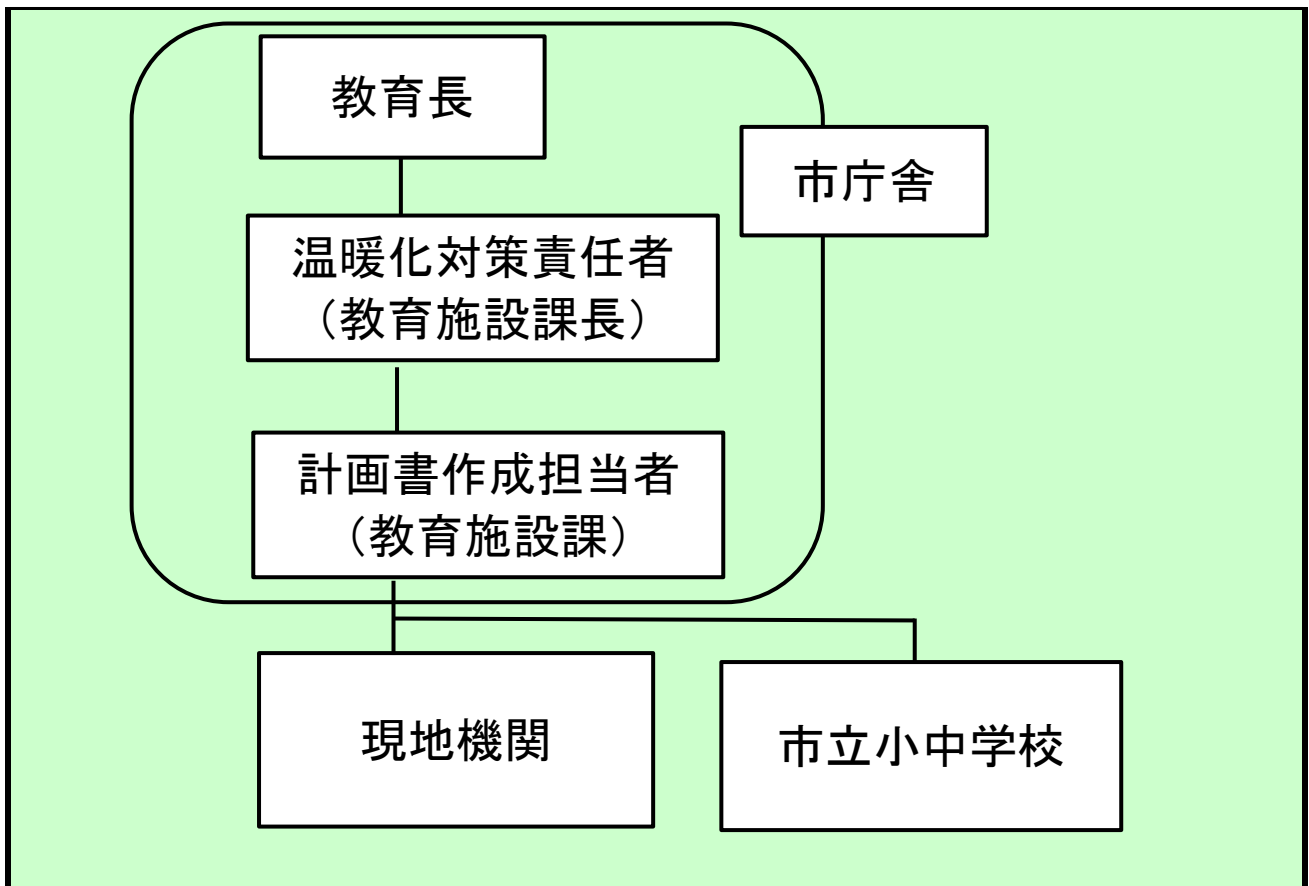 教育長
市庁舎
温暖化対策責任者
（教育施設課長）
計画書作成担当者
（教育施設課）
現地機関
市立小中学校